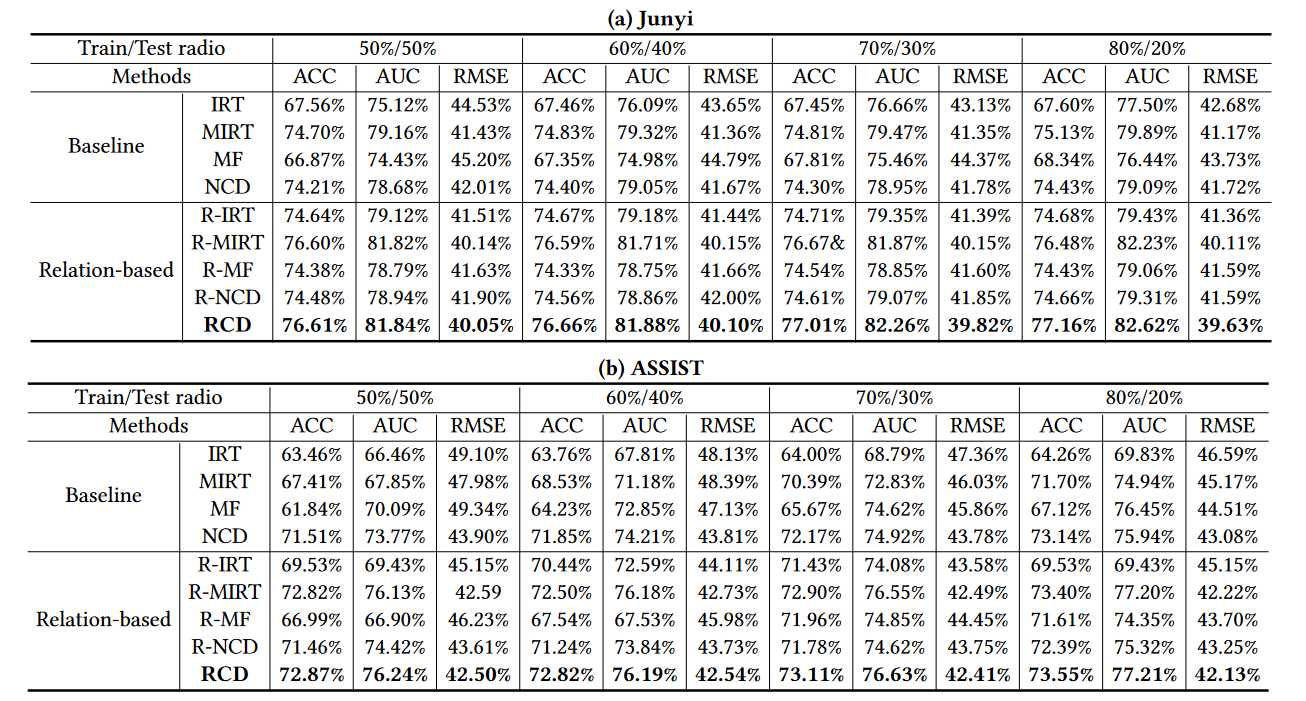 (a) Junyi
Train/Test radio 50%/50% 60%/40% 70%/30% 80%/20%
Methods ACC AUC RMSE ACC AUC RMSE ACC AUC RMSE ACC AUC RMSE
Baseline
IRT 67.56% 75.12% 44.53% 67.46% 76.09% 43.65% 67.45% 76.66% 43.13% 67.60% 77.50% 42.68%
MIRT 74.70% 79.16% 41.43% 74.83% 79.32% 41.36% 74.81% 79.47% 41.35% 75.13% 79.89% 41.17%
MF 66.87% 74.43% 45.20% 67.35% 74.98% 44.79% 67.81% 75.46% 44.37% 68.34% 76.44% 43.73%
NCD 74.21% 78.68% 42.01% 74.40% 79.05% 41.67% 74.30% 78.95% 41.78% 74.43% 79.09% 41.72%
Relation-based
R-IRT 74.64% 79.12% 41.51% 74.67% 79.18% 41.44% 74.71% 79.35% 41.39% 74.68% 79.43% 41.36%
R-MIRT 76.60% 81.82% 40.14% 76.59% 81.71% 40.15% 76.67& 81.87% 40.15% 76.48% 82.23% 40.11%
R-MF 74.38% 78.79% 41.63% 74.33% 78.75% 41.66% 74.54% 78.85% 41.60% 74.43% 79.06% 41.59%
R-NCD 74.48% 78.94% 41.90% 74.56% 78.86% 42.00% 74.61% 79.07% 41.85% 74.66% 79.31% 41.59%
RCD 76.61% 81.84% 40.05% 76.66% 81.88% 40.10% 77.01% 82.26% 39.82% 77.16% 82.62% 39.63%
(b) ASSIST
Train/Test radio 50%/50% 60%/40% 70%/30% 80%/20%
Methods ACC AUC RMSE ACC AUC RMSE ACC AUC RMSE ACC AUC RMSE
Baseline
IRT 63.46% 66.46% 49.10% 63.76% 67.81% 48.13% 64.00% 68.79% 47.36% 64.26% 69.83% 46.59%
MIRT 67.41% 67.85% 47.98% 68.53% 71.18% 48.39% 70.39% 72.83% 46.03% 71.70% 74.94% 45.17%
MF 61.84% 70.09% 49.34% 64.23% 72.85% 47.13% 65.67% 74.62% 45.86% 67.12% 76.45% 44.51%
NCD 71.51% 73.77% 43.90% 71.85% 74.21% 43.81% 72.17% 74.92% 43.78% 73.14% 75.94% 43.08%
Relation-based
R-IRT 69.53% 69.43% 45.15% 70.44% 72.59% 44.11% 71.43% 74.08% 43.58% 69.53% 69.43% 45.15%
R-MIRT 72.82% 76.13% 42.59 72.50% 76.18% 42.73% 72.90% 76.55% 42.49% 73.40% 77.20% 42.22%
R-MF 66.99% 66.90% 46.23% 67.54% 67.53% 45.98% 71.96% 74.85% 44.45% 71.61% 74.35% 43.70%
R-NCD 71.46% 74.42% 43.61% 71.24% 73.84% 43.73% 71.78% 74.62% 43.75% 72.39% 75.32% 43.25%
RCD 72.87% 76.24% 42.50% 72.82% 76.19% 42.54% 73.11% 76.63% 42.41% 73.55% 77.21% 42.13%